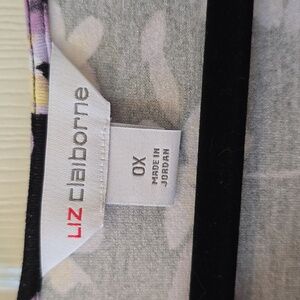 LIZ claiborne
0X
MADE IN
JORDAN